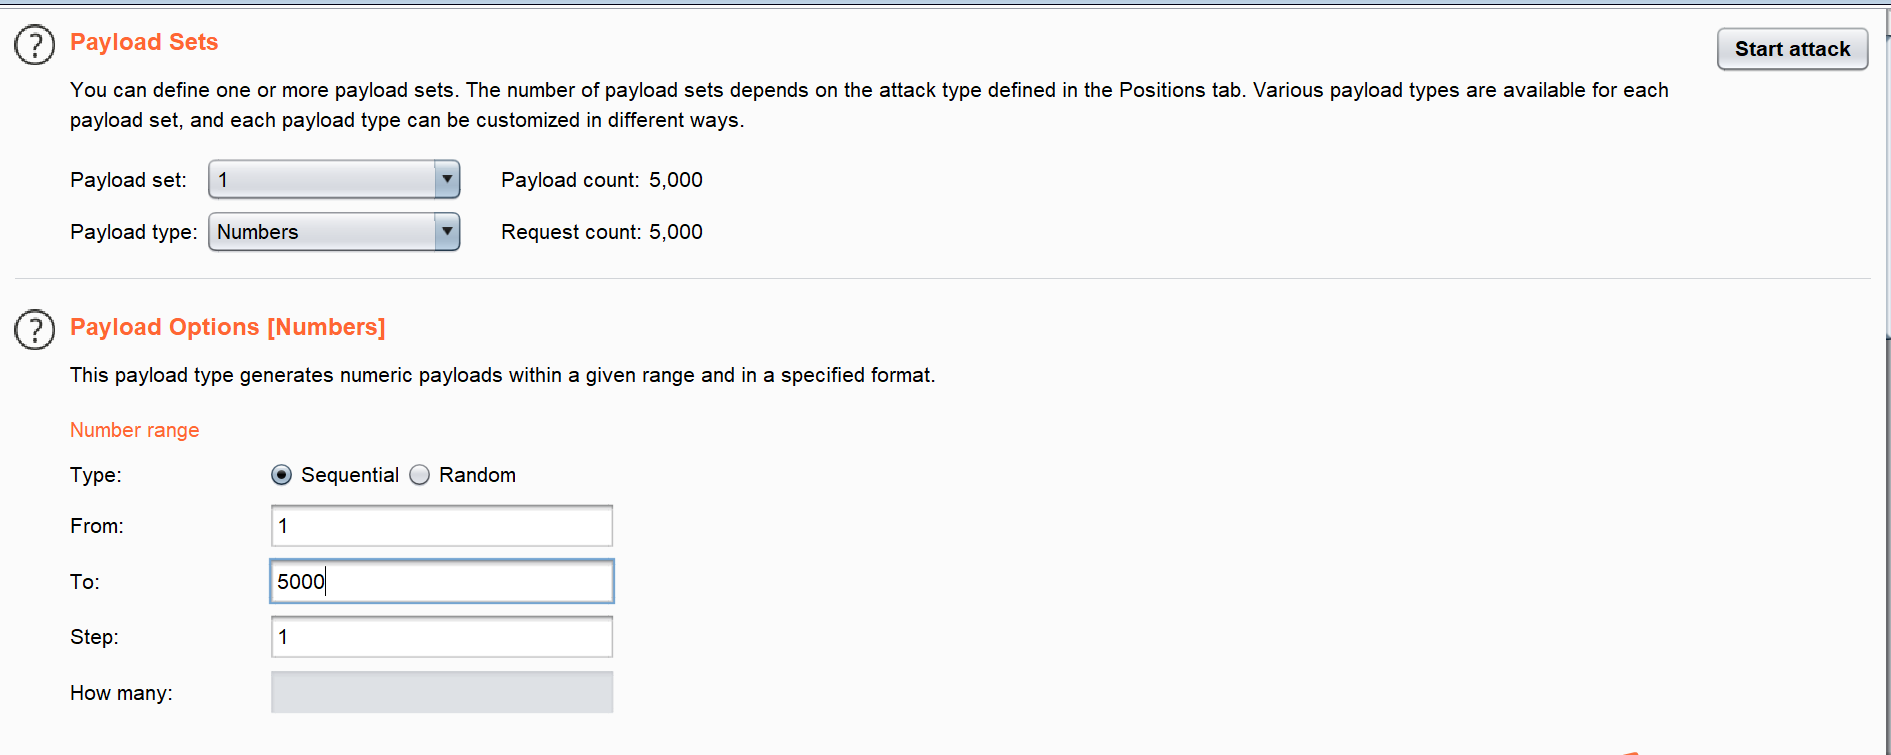 Payload Sets
Start attack
You can define one or more payload sets. The number of payload sets depends on the attack type defined in the Positions tab. Various payload types are available for each
payload set, and each payload type can be customized in different ways.
Payload set: 1 Payload count: 5,000
Payload type: Numbers Request count: 5,000
Payload Options [Numbers]
This payload type generates numeric payloads within a given range and in a specified format.
Number range
Type: Sequential Random
From: 1
To: 5000
Step: 1
How many: